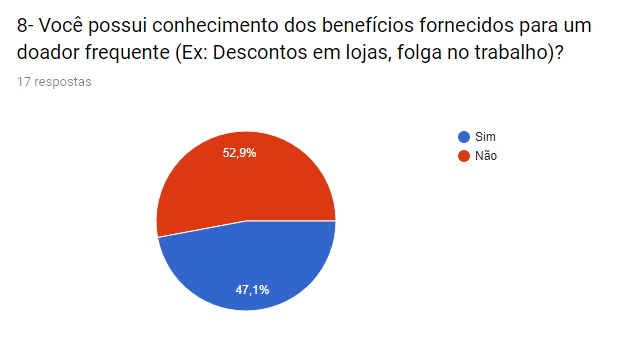 8- Você possui conhecimento dos benefícios fornecidos para um
doador frequente (Ex: Descontos em lojas, folga no trabalho)?
17 respostas
Sim
Não
52,9%
47,1%